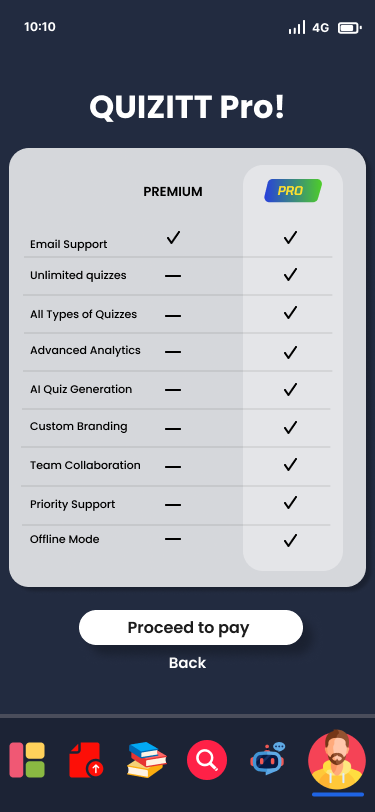 10:10 4G
QUIZITT Pro!
PREMIUM PRO
Email Support
Unlimited quizzes
All Types of Quizzes
Advanced Analytics
AI Quiz Generation
Custom Branding
Team Collaboration
Priority Support
Offline Mode
Proceed to pay
Back